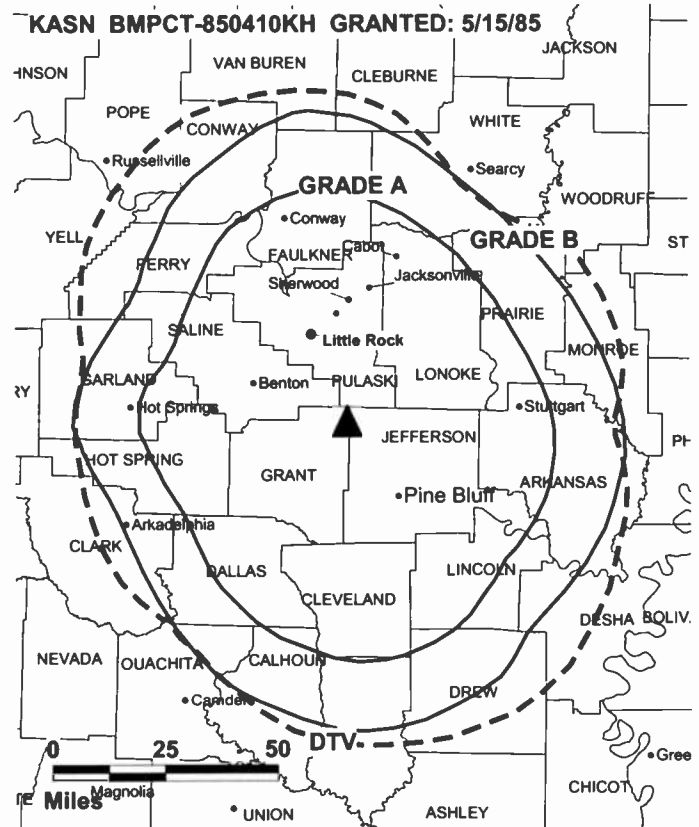 KASN BMPCT-850410KH GRANTED: 5/15/85
JACKSON
VAN BUREN
HNSON
CLEBURNE
POPE
CONWAY
WHITE
Russellville
Searcy
GRADE A
WOODRUFF
Conway
YELL
GRADE B
ST
Cabot
FAULKNER
PERRY
Jacksonville
Sherwood
PRAIRIE
SALINE
Little Rock
MONROE
LONOKE
GARLAND
PULASKI
Benton
RY
Hot Springs
Stuttgart
JEFFERSON
PH
HOT SPRING
GRANT
ARKANSAS
Pine Bluff
Arkadelphia
CLARK
DALLAS
LINCOLN
CLEVELAND
DESHA
BOLIV.
NEVADA
OUACHITA
CALHOUN
DREW
Camden
DTV
0 25 50
Gree
CHICOT
Magnolia
TE Miles
UNION
ASHLEY